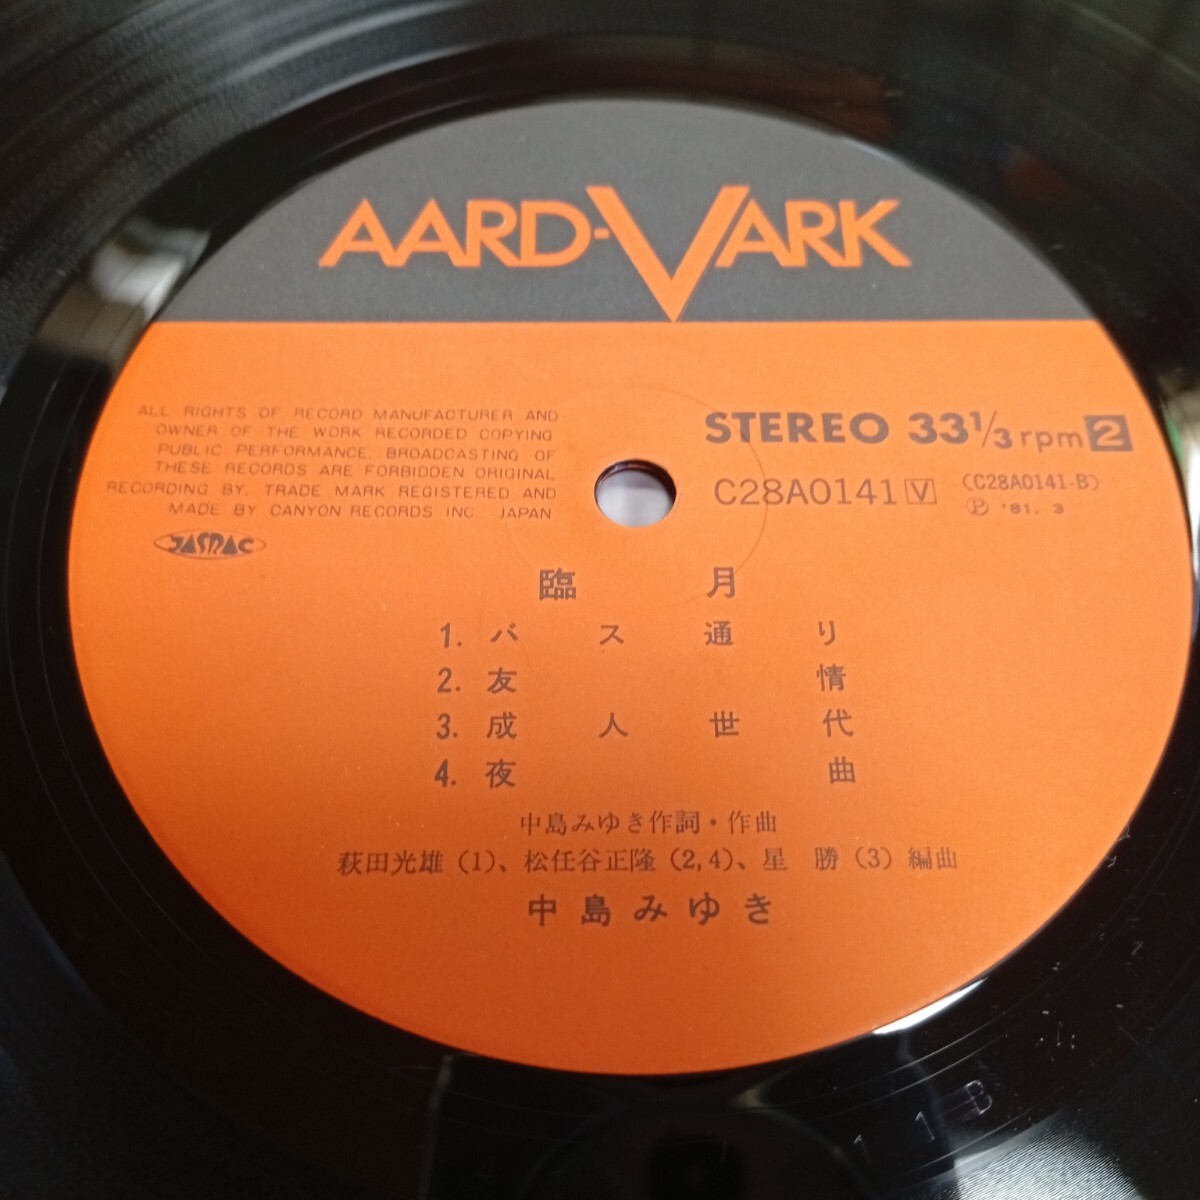 AARD-VARK
ALL RIGHTS OF RECORD MANUFACTURER AND
OWNER OF THE WORK RECORDED COPYING
PUBLIC PERFORMANCE, BROADCASTING OF
THESE RECORDS ARE FORBIDDEN ORIGINAL
RECORDING BY, TRADE MARK REGISTERED AND
MADE BY CANYON RECORDS INC. JAPAN
JASRAC
STEREO 33 1/3 rpm 2
C28A0141 V (C28A0141-B)
Ⓟ '81. 3
臨月
1. バス通り
2. 友情
3. 成人世代
4. 夜曲
中島みゆき作詞・作曲
萩田光雄(1)、松任谷正隆(2,4)、星 勝(3)編曲
中島みゆき
1 1 B